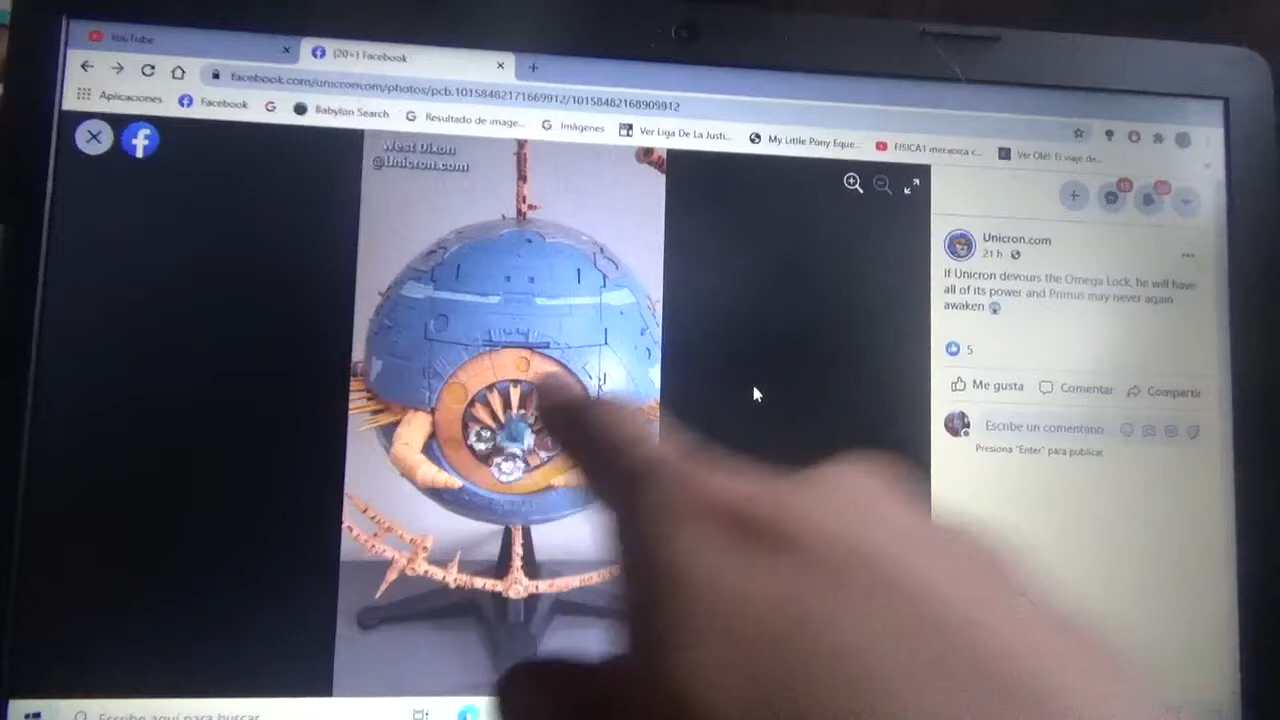 YouTube
(20+) Facebook
facebook.com/unicroncom/photos/pcb.10158482171669912/10158482168909912
Aplicaciones
Facebook
Babylon Search
Resultado de image...
Imágenes
Ver Liga De La Justi...
My Little Pony Eque...
FISICA1 mecanica c...
Ver Olé!: El viaje de...
West Dixon
@Unicron.com
Unicron.com
21 h
If Unicron devours the Omega Lock, he will have
all of its power and Primus may never again
awaken
5
Me gusta
Comentar
Compartir
Escribe un comentario
Presiona "Enter" para publicar.
Escribe aquí para buscar